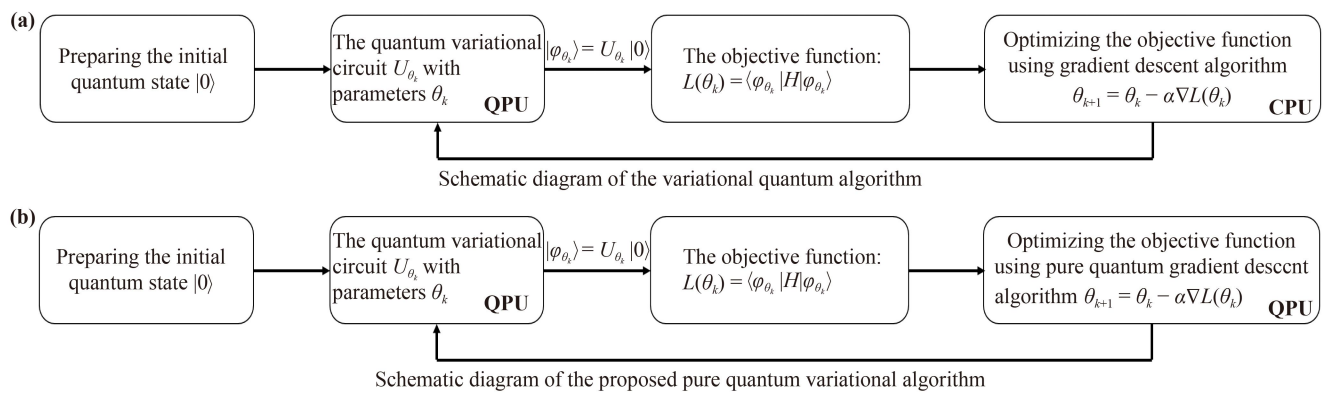 (a)
Preparing the initial
quantum state |0⟩
The quantum variational
circuit U_{θ_k} with
parameters θ_k
QPU
|φ_{θ_k}⟩ = U_{θ_k} |0⟩
The objective function:
L(θ_k) = ⟨φ_{θ_k} |H|φ_{θ_k}⟩
Optimizing the objective function
using gradient descent algorithm
θ_{k+1} = θ_k − α∇L(θ_k)
CPU
Schematic diagram of the variational quantum algorithm
(b)
Preparing the initial
quantum state |0⟩
The quantum variational
circuit U_{θ_k} with
parameters θ_k
QPU
|φ_{θ_k}⟩ = U_{θ_k} |0⟩
The objective function:
L(θ_k) = ⟨φ_{θ_k} |H|φ_{θ_k}⟩
Optimizing the objective function
using pure quantum gradient desccnt
algorithm θ_{k+1} = θ_k − α∇L(θ_k)
QPU
Schematic diagram of the proposed pure quantum variational algorithm